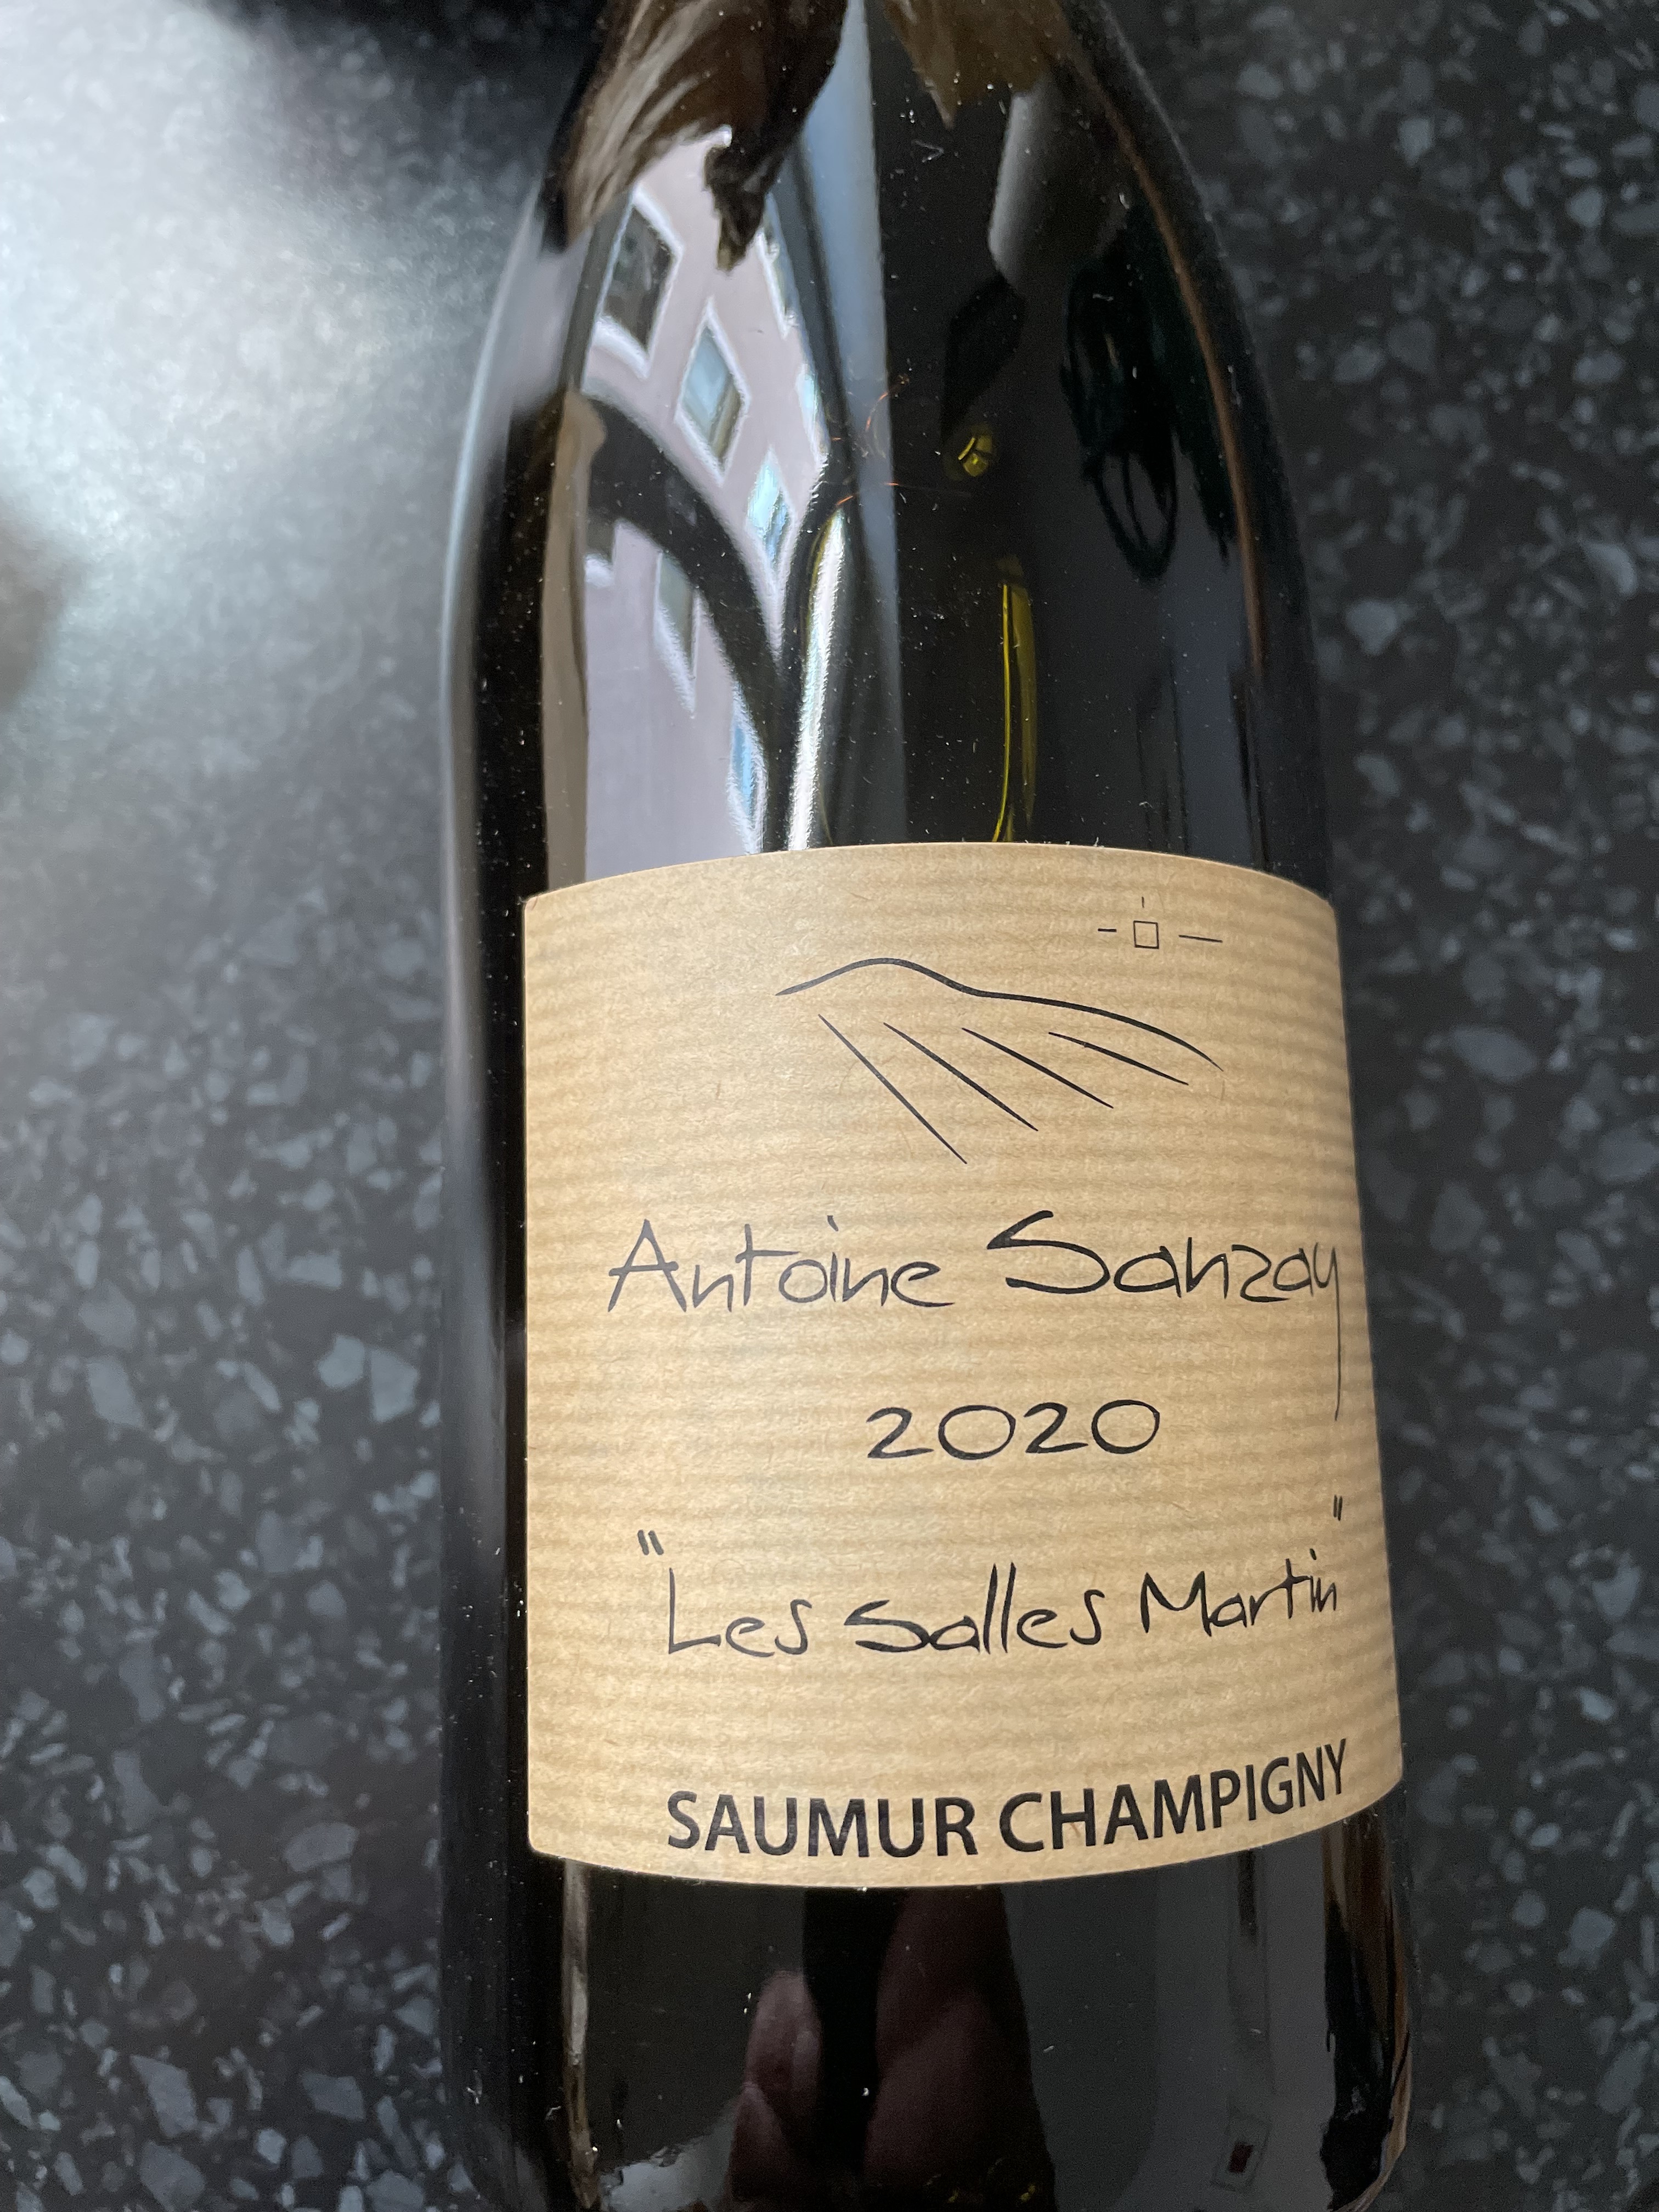 Antoine Sanzay
2020
"Les Salles Martin"
SAUMUR CHAMPIGNY